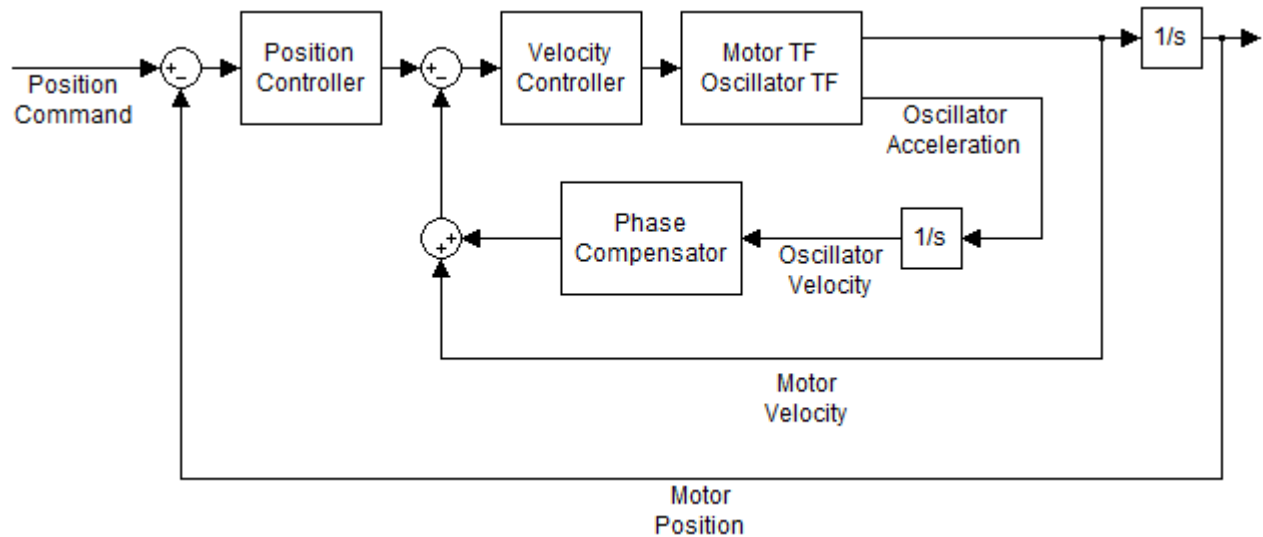 Position
Command
+
−
Position
Controller
+
−
Velocity
Controller
Motor TF
Oscillator TF
1/s
Oscillator
Acceleration
+
+
Phase
Compensator
Oscillator
Velocity
1/s
Motor
Velocity
Motor
Position